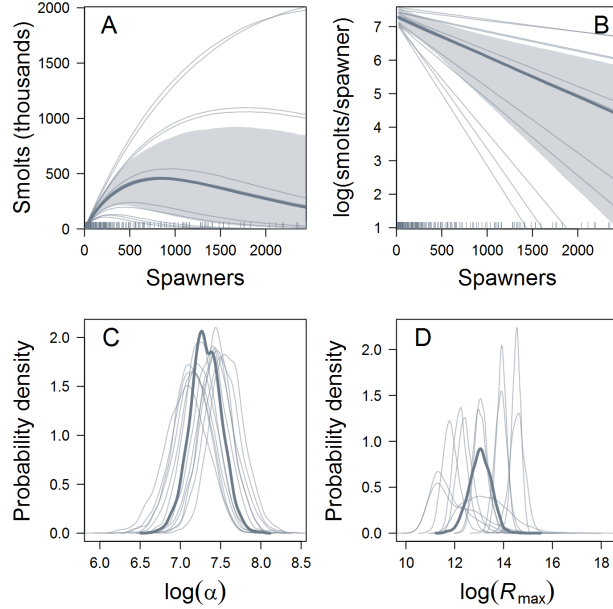 A
B
Smolts (thousands)
2000
1500
1000
500
0
0 500 1000 1500 2000
Spawners
log(smolts/spawner)
7
6
5
4
3
2
1
0 500 1000 1500 2000
Spawners
C
D
Probability density
2.0
1.5
1.0
0.5
0.0
6.0 6.5 7.0 7.5 8.0 8.5
log(α)
Probability density
2.0
1.5
1.0
0.5
0.0
10 12 14 16 18
log(Rmax)